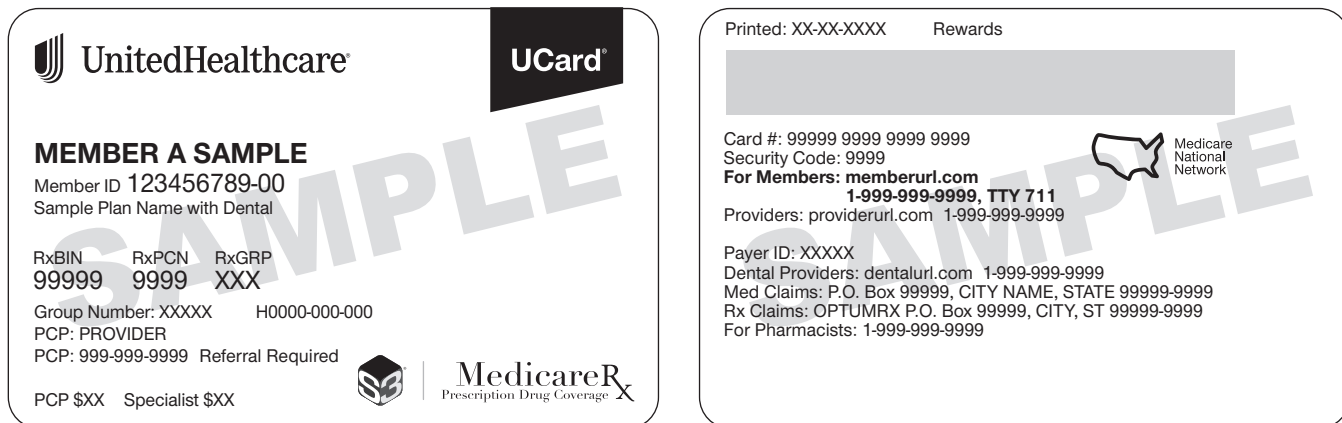 UnitedHealthcare®
UCard®
SAMPLE
MEMBER A SAMPLE
Member ID 123456789-00
Sample Plan Name with Dental
RxBIN RxPCN RxGRP
99999 9999 XXX
Group Number: XXXXX H0000-000-000
PCP: PROVIDER
PCP: 999-999-9999 Referral Required
PCP $XX Specialist $XX
S3
MedicareRx
Prescription Drug Coverage
Printed: XX-XX-XXXX Rewards
SAMPLE
Card #: 99999 9999 9999 9999
Security Code: 9999
For Members: memberurl.com
1-999-999-9999, TTY 711
Providers: providerurl.com 1-999-999-9999
Medicare
National
Network
Payer ID: XXXXX
Dental Providers: dentalurl.com 1-999-999-9999
Med Claims: P.O. Box 99999, CITY NAME, STATE 99999-9999
Rx Claims: OPTUMRX P.O. Box 99999, CITY, ST 99999-9999
For Pharmacists: 1-999-999-9999